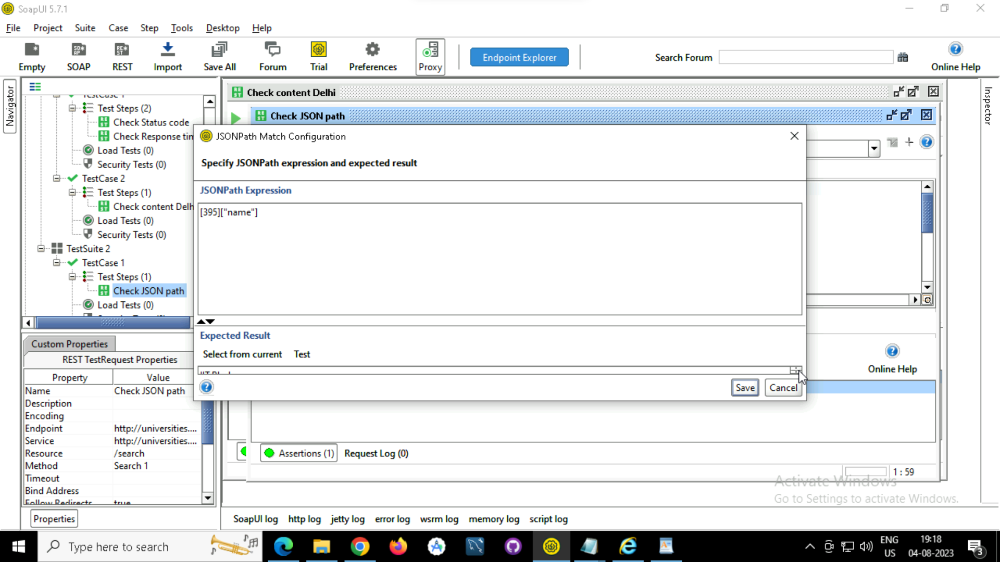 SoapUI 5.7.1
File Project Suite Case Step Tools Desktop Help
Empty SOAP REST Import Save All Forum Trial Preferences Proxy
Endpoint Explorer
Search Forum
Online Help
Navigator
Inspector
Test Steps (2)
Check Status code
Check Response tim
Load Tests (0)
Security Tests (0)
TestCase 2
Test Steps (1)
Check content Delh
Load Tests (0)
Security Tests (0)
TestSuite 2
TestCase 1
Test Steps (1)
Check JSON path
Load Tests (0)
Check content Delhi
Check JSON path
JSONPath Match Configuration
Specify JSONPath expression and expected result
JSONPath Expression
[395]["name"]
Expected Result
Select from current Test
Save Cancel
Online Help
Custom Properties
REST TestRequest Properties
Property Value
Name Check JSON path
Description
Encoding
Endpoint http://universities....
Service http://universities....
Resource /search
Method Search 1
Timeout
Bind Address
Follow Redirects true
Properties
Assertions (1) Request Log (0)
1 : 59
Activate Windows
Go to Settings to activate Windows.
SoapUI log http log jetty log error log wsrm log memory log script log
Type here to search
ENG
US
19:18
04-08-2023
3